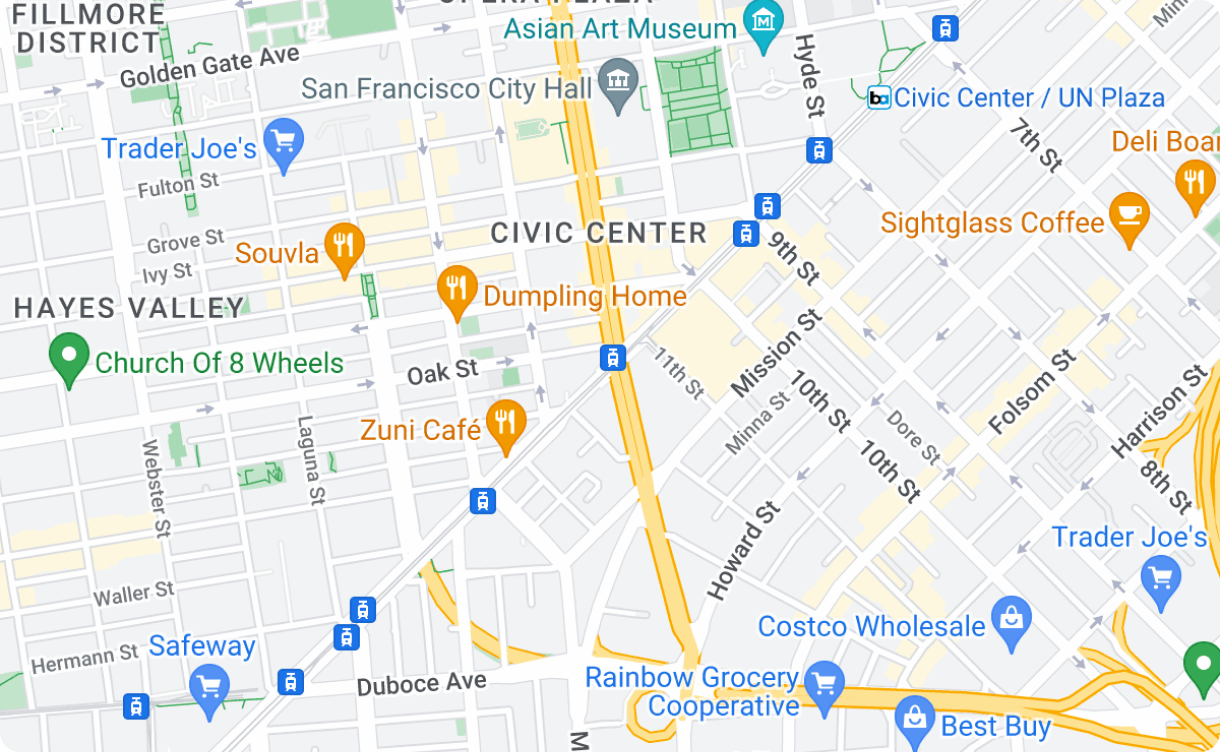 FILLMORE
DISTRICT
Asian Art Museum
Golden Gate Ave
San Francisco City Hall
Hyde St
Civic Center / UN Plaza
7th St
Deli Boar
Trader Joe's
Fulton St
Sightglass Coffee
Grove St
CIVIC CENTER
Souvla
9th St
Ivy St
HAYES VALLEY
Dumpling Home
Church Of 8 Wheels
Oak St
11th St
Mission St
Folsom St
Harrison St
10th St
Minna St
Dore St
Zuni Café
Laguna St
Webster St
10th St
8th St
Howard St
Trader Joe's
Waller St
Costco Wholesale
Safeway
Hermann St
Duboce Ave
Rainbow Grocery
Cooperative
Best Buy
M